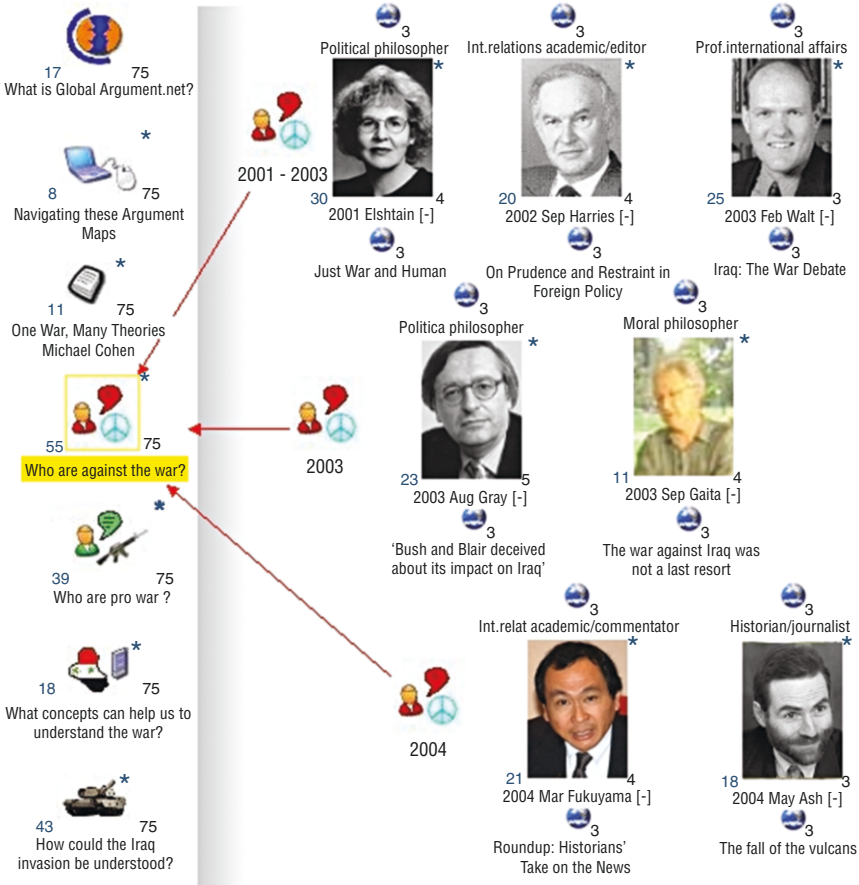 17 75
What is Global Argument.net?
*
8 75
Navigating these Argument
Maps
*
11 75
One War, Many Theories
Michael Cohen
*
55 75
Who are against the war?
*
39 75
Who are pro war ?
*
18 75
What concepts can help us to
understand the war?
*
43 75
How could the Iraq
invasion be understood?
2001 - 2003
3
Political philosopher
*
30 4
2001 Elshtain [-]
3
Just War and Human
3
Int.relations academic/editor
*
20 4
2002 Sep Harries [-]
3
On Prudence and Restraint in
Foreign Policy
3
Prof.international affairs
*
25 3
2003 Feb Walt [-]
3
Iraq: The War Debate
2003
3
Politica philosopher
*
23 5
2003 Aug Gray [-]
3
‘Bush and Blair deceived
about its impact on Iraq’
3
Moral philosopher
*
11 4
2003 Sep Gaita [-]
3
The war against Iraq was
not a last resort
2004
3
Int.relat academic/commentator
*
21 4
2004 Mar Fukuyama [-]
3
Roundup: Historians’
Take on the News
3
Historian/journalist
*
18 3
2004 May Ash [-]
3
The fall of the vulcans